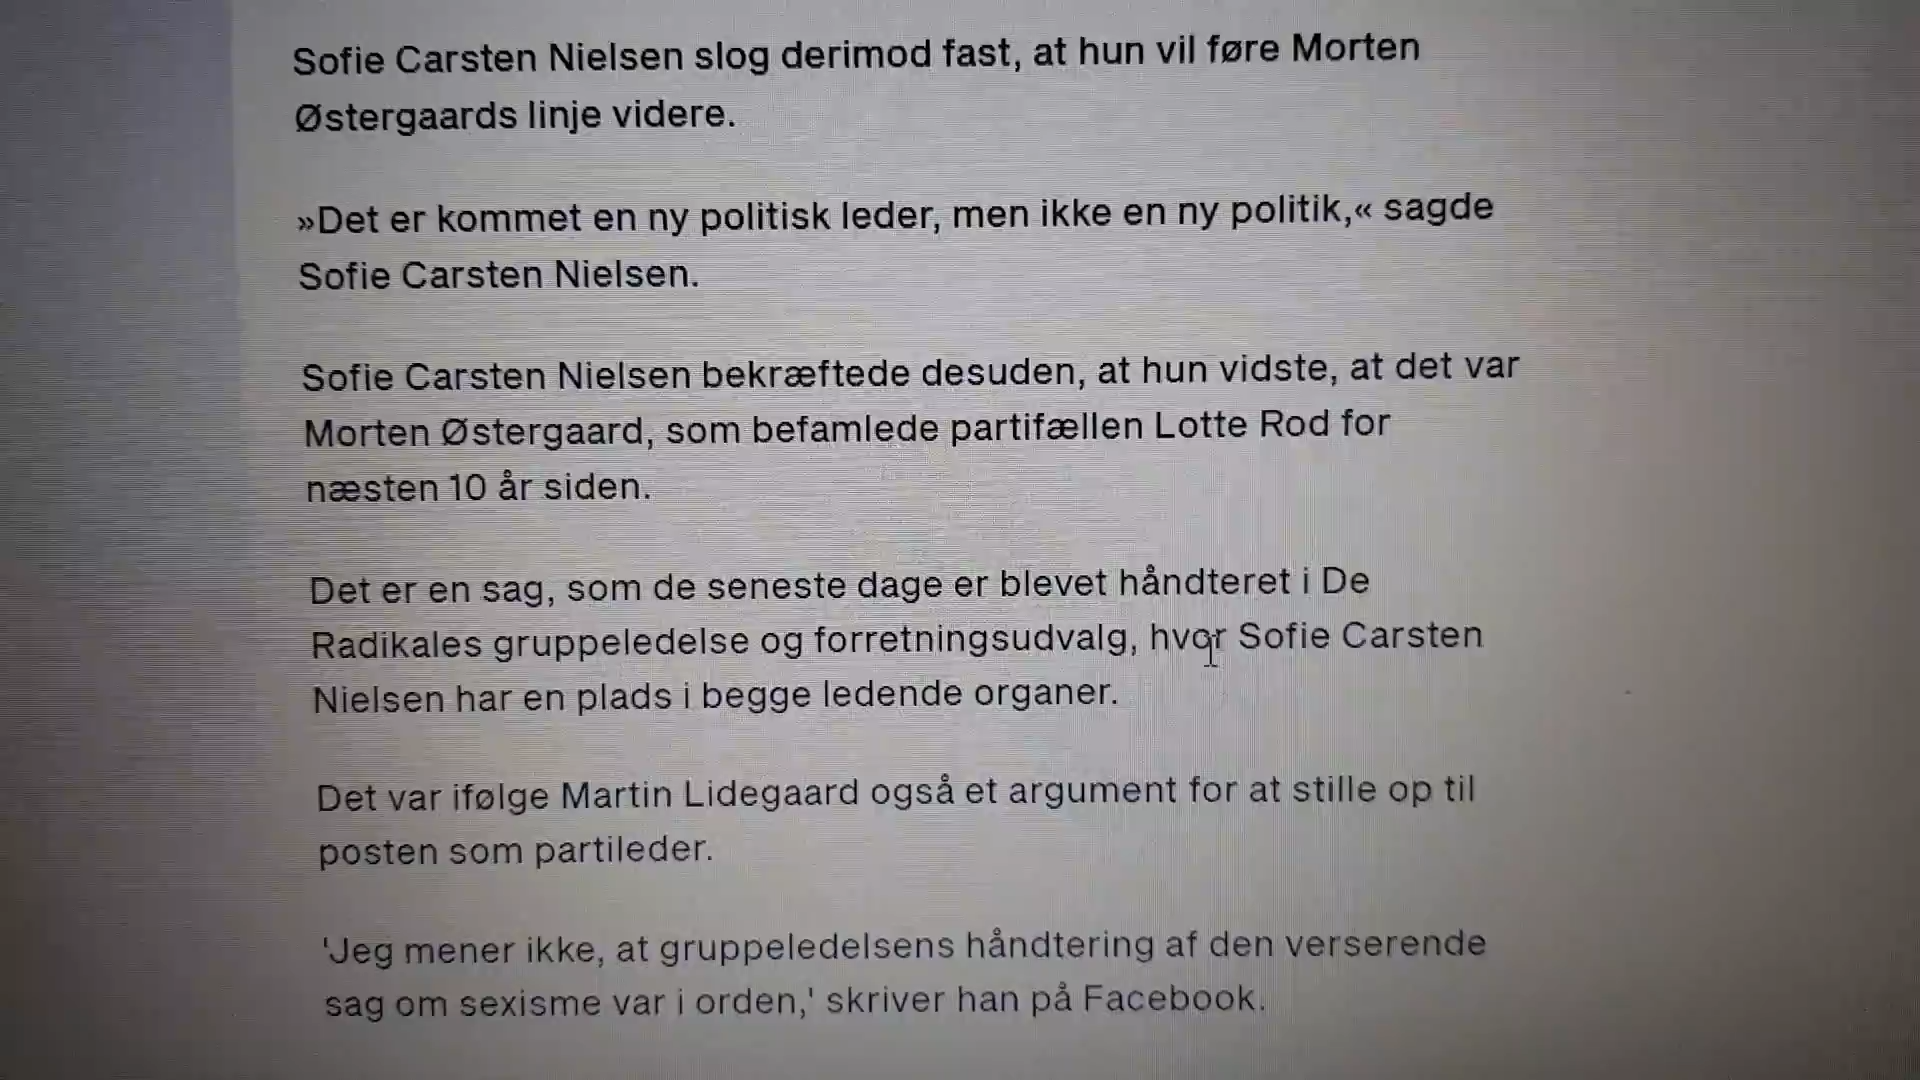 Sofie Carsten Nielsen slog derimod fast, at hun vil føre Morten
Østergaards linje videre.
»Det er kommet en ny politisk leder, men ikke en ny politik,« sagde
Sofie Carsten Nielsen.
Sofie Carsten Nielsen bekræftede desuden, at hun vidste, at det var
Morten Østergaard, som befamlede partifællen Lotte Rod for
næsten 10 år siden.
Det er en sag, som de seneste dage er blevet håndteret i De
Radikales gruppeledelse og forretningsudvalg, hvor Sofie Carsten
Nielsen har en plads i begge ledende organer.
Det var ifølge Martin Lidegaard også et argument for at stille op til
posten som partileder.
'Jeg mener ikke, at gruppeledelsens håndtering af den verserende
sag om sexisme var i orden,' skriver han på Facebook.